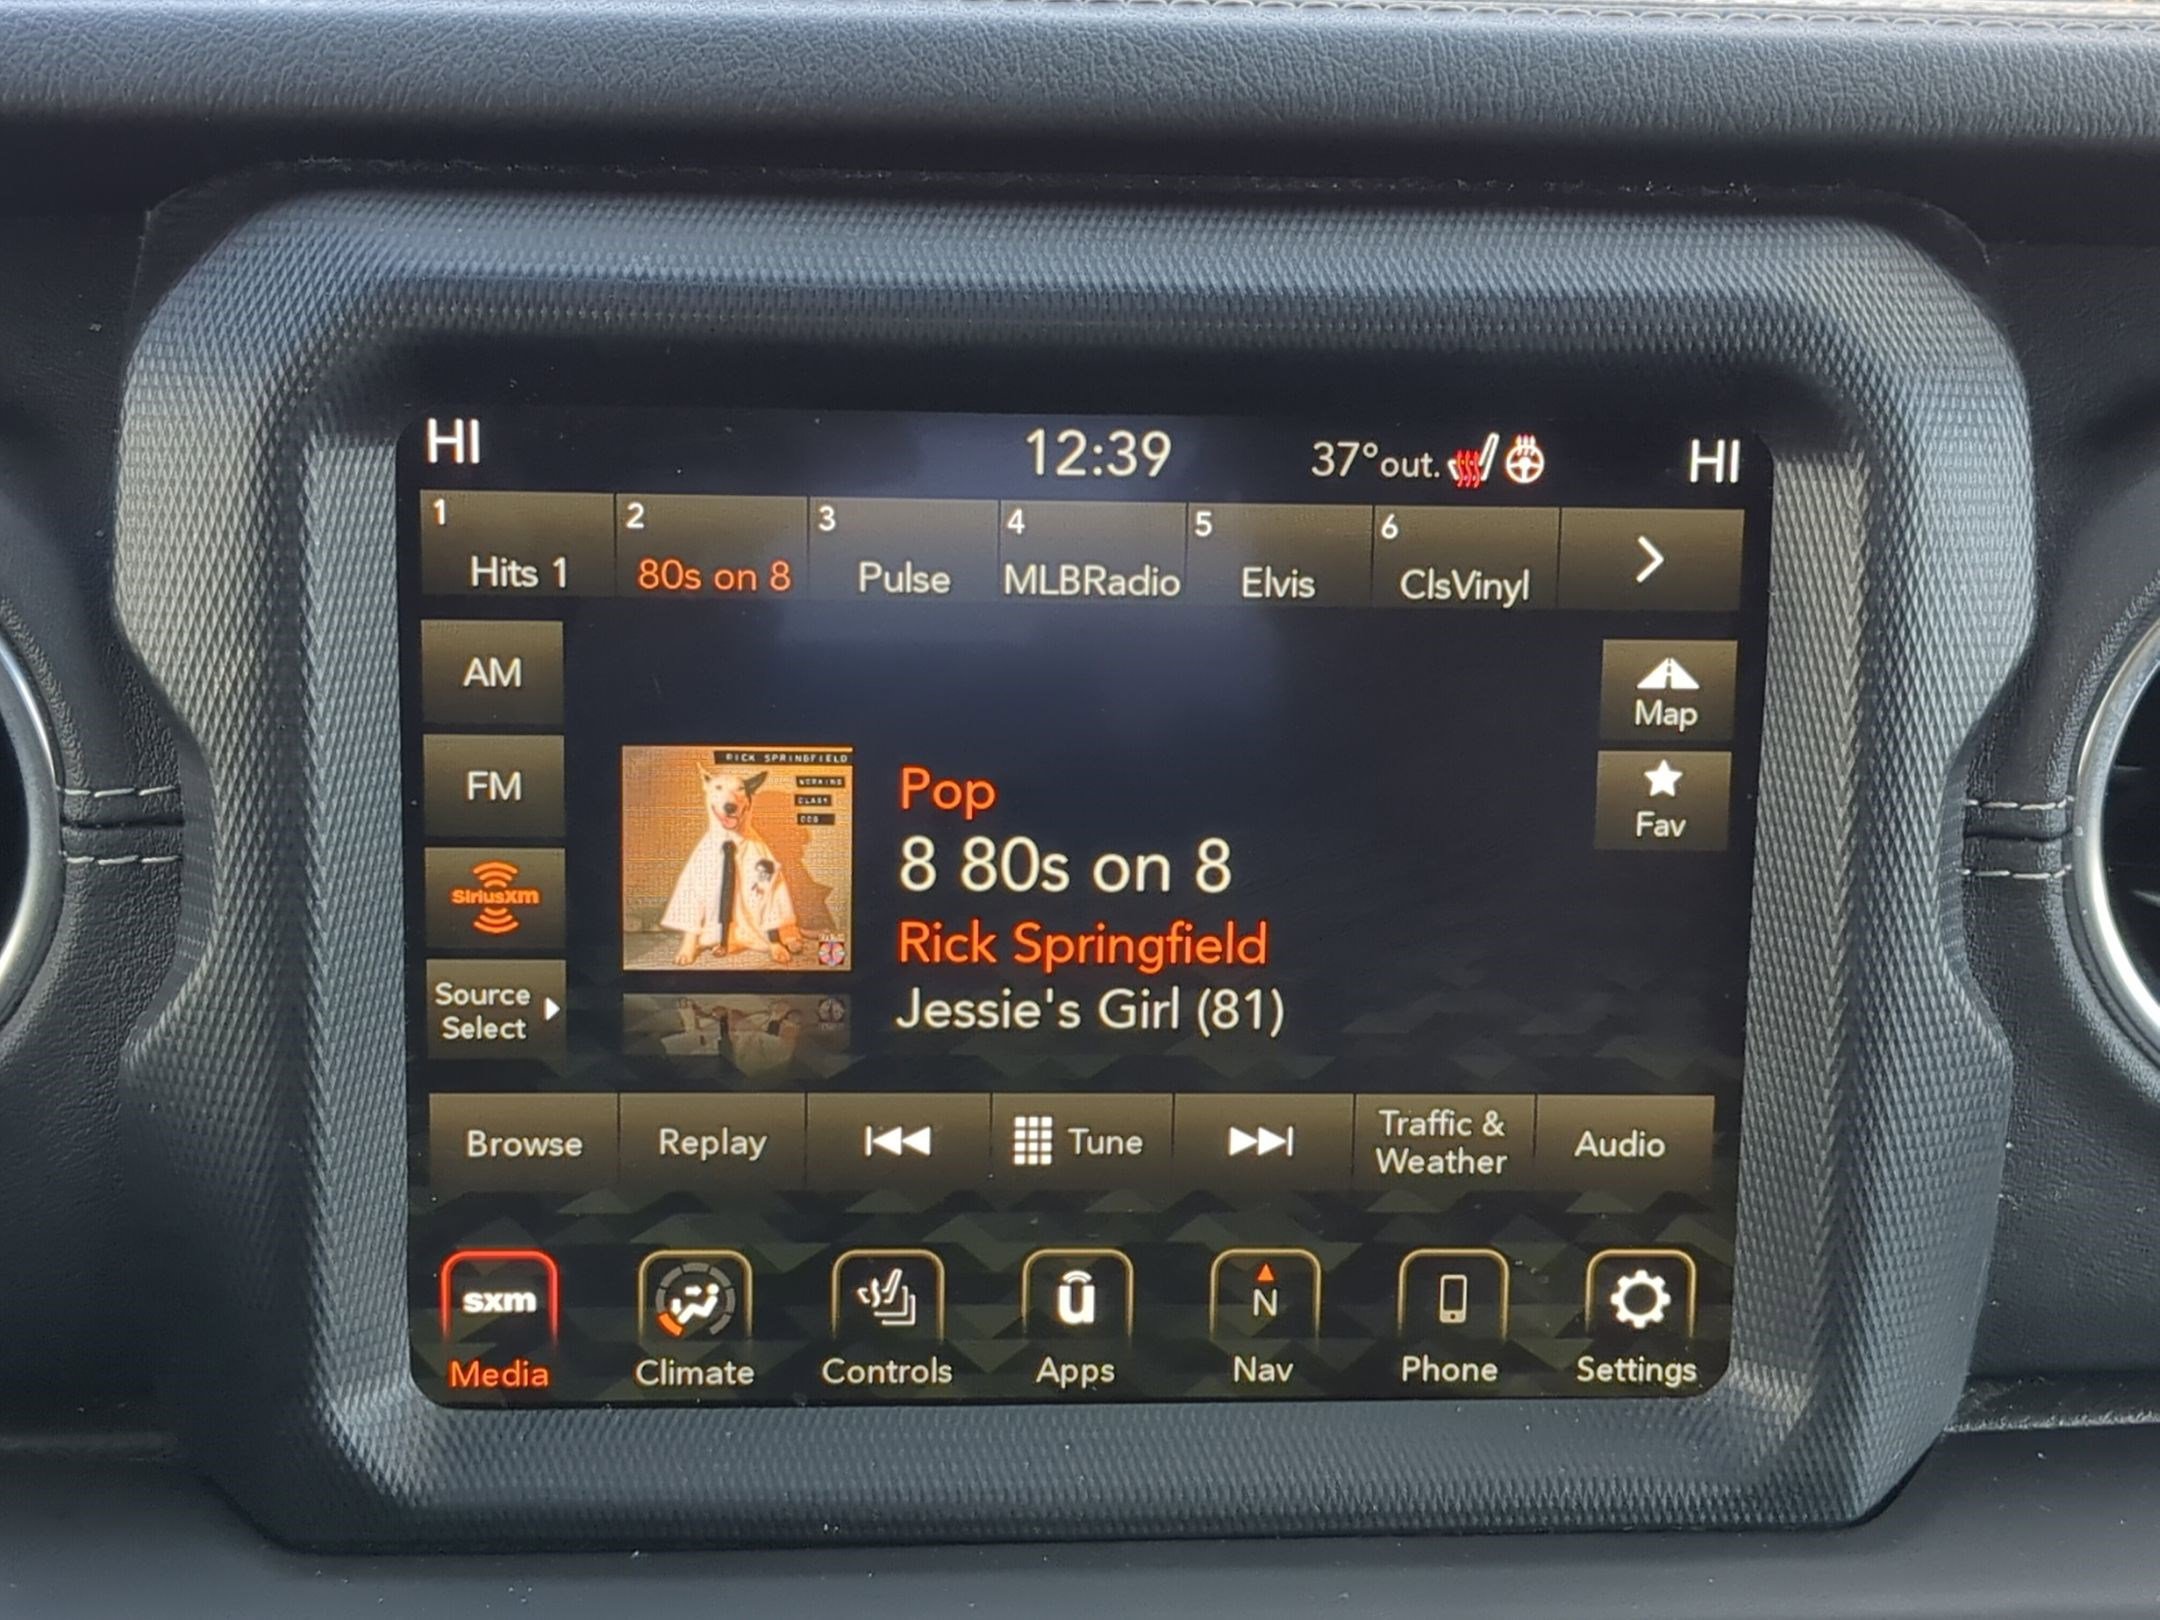 HI 12:39 37°out. HI
1 2 3 4 5 6
Hits 1 80s on 8 Pulse MLBRadio Elvis ClsVinyl
AM
Map
FM
Fav
SiriusXm
Source
Select
RICK SPRINGFIELD
WORKING
CLASS
DOG
Pop
8 80s on 8
Rick Springfield
Jessie's Girl (81)
Browse Replay Tune Traffic & Weather Audio
sxm ū N
Media Climate Controls Apps Nav Phone Settings